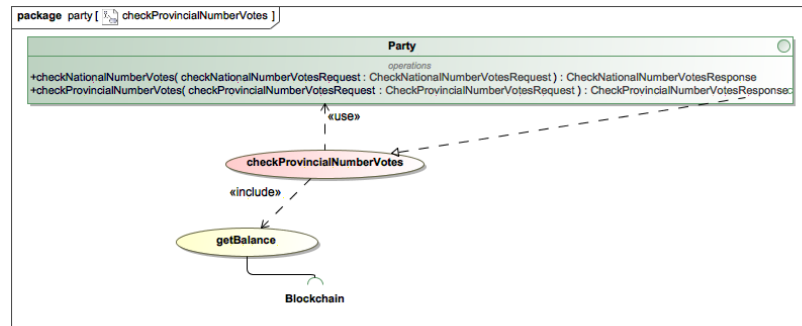 package party [ checkProvincialNumberVotes ]
Party
operations
+checkNationalNumberVotes( checkNationalNumberVotesRequest : CheckNationalNumberVotesRequest ) : CheckNationalNumberVotesResponse
+checkProvincialNumberVotes( checkProvincialNumberVotesRequest : CheckProvincialNumberVotesRequest ) : CheckProvincialNumberVotesResponse
«use»
checkProvincialNumberVotes
«include»
getBalance
Blockchain